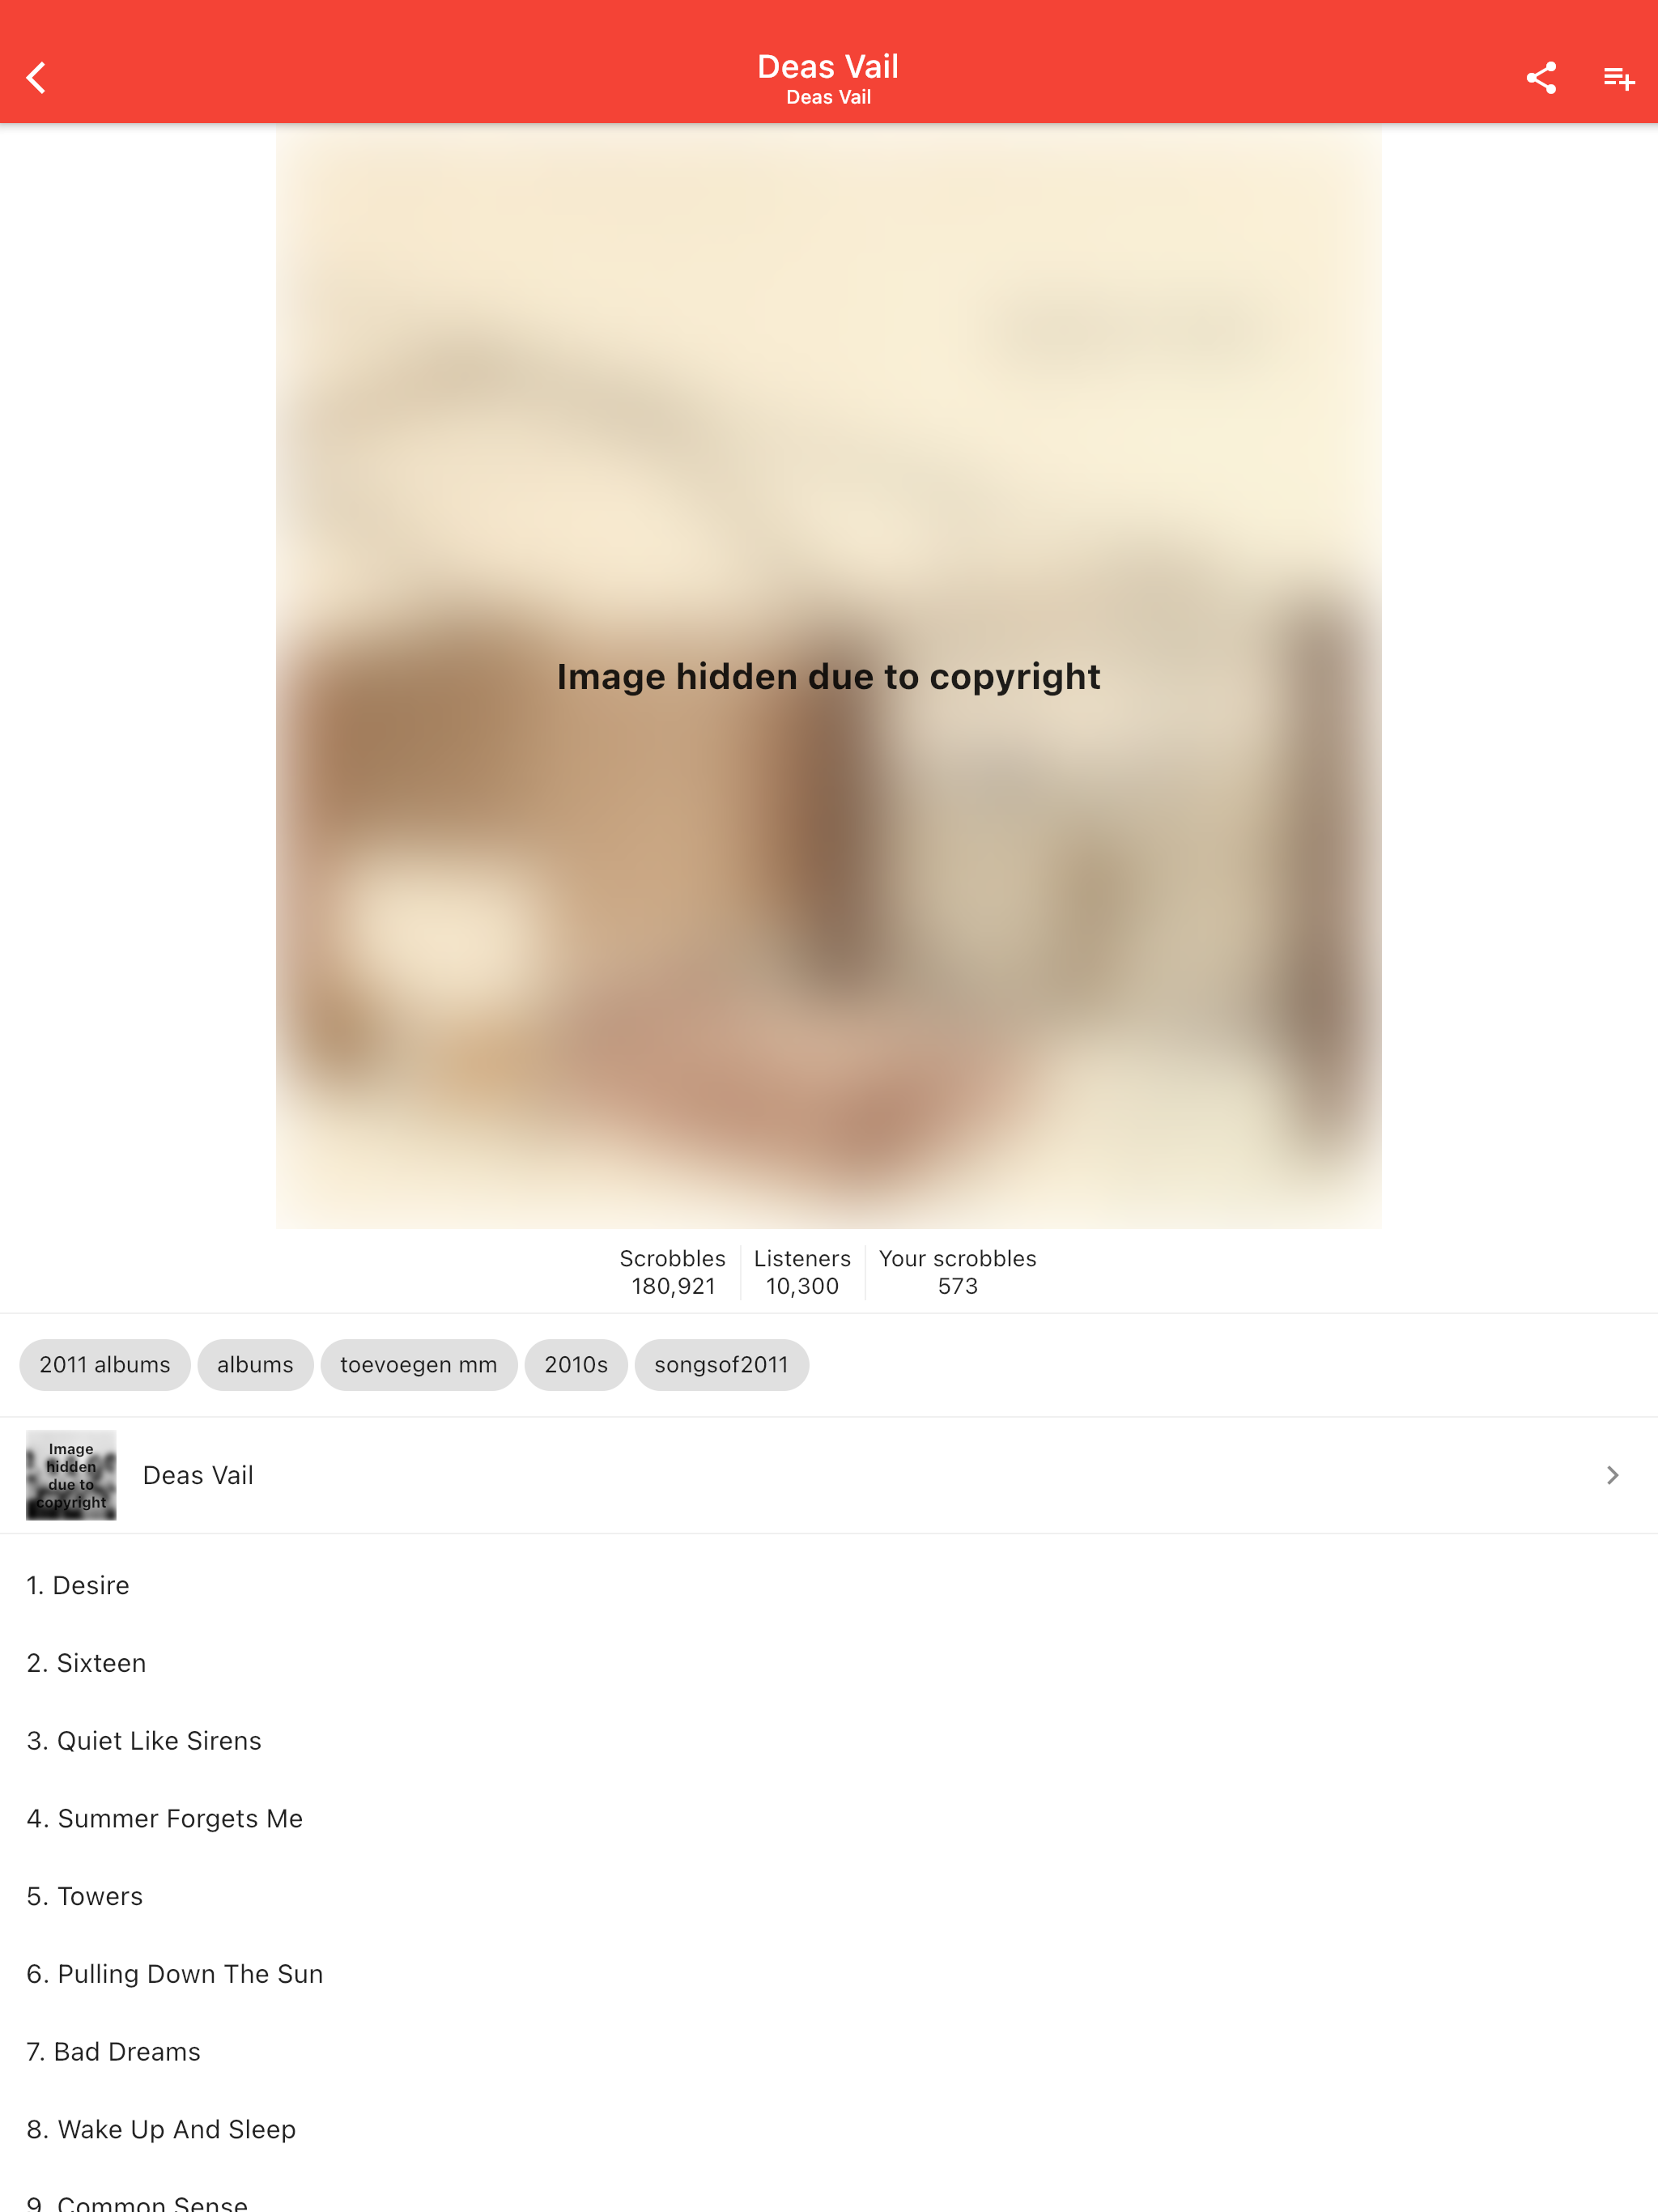 Deas Vail
Deas Vail
Image hidden due to copyright
Scrobbles
180,921
Listeners
10,300
Your scrobbles
573
2011 albums
albums
toevoegen mm
2010s
songsof2011
Image
hidden
due to
copyright
Deas Vail
1. Desire
2. Sixteen
3. Quiet Like Sirens
4. Summer Forgets Me
5. Towers
6. Pulling Down The Sun
7. Bad Dreams
8. Wake Up And Sleep
9. Common Sense